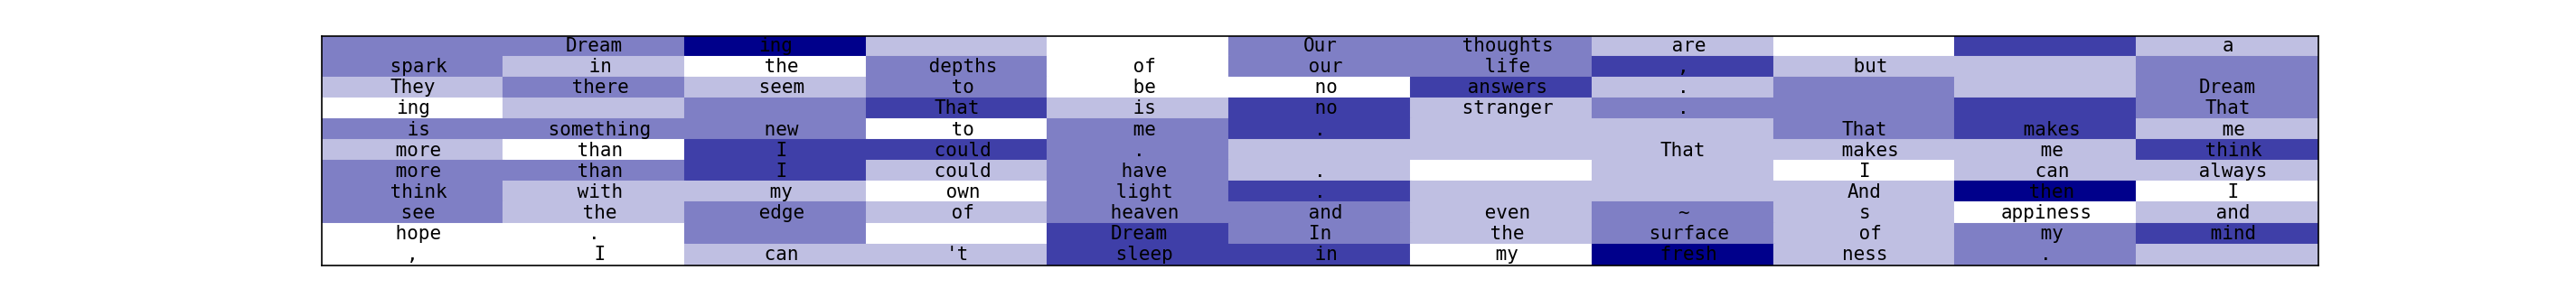 Dream ing Our thoughts are a
spark in the depths of our life , but
They there seem to be no answers . Dream
ing That is no stranger . That
is something new to me . That makes me
more than I could . That makes me think
more than I could have . I can always
think with my own light . And then I
see the edge of heaven and even ~ s appiness and
hope . Dream In the surface of my mind
, I can 't sleep in my fresh ness .